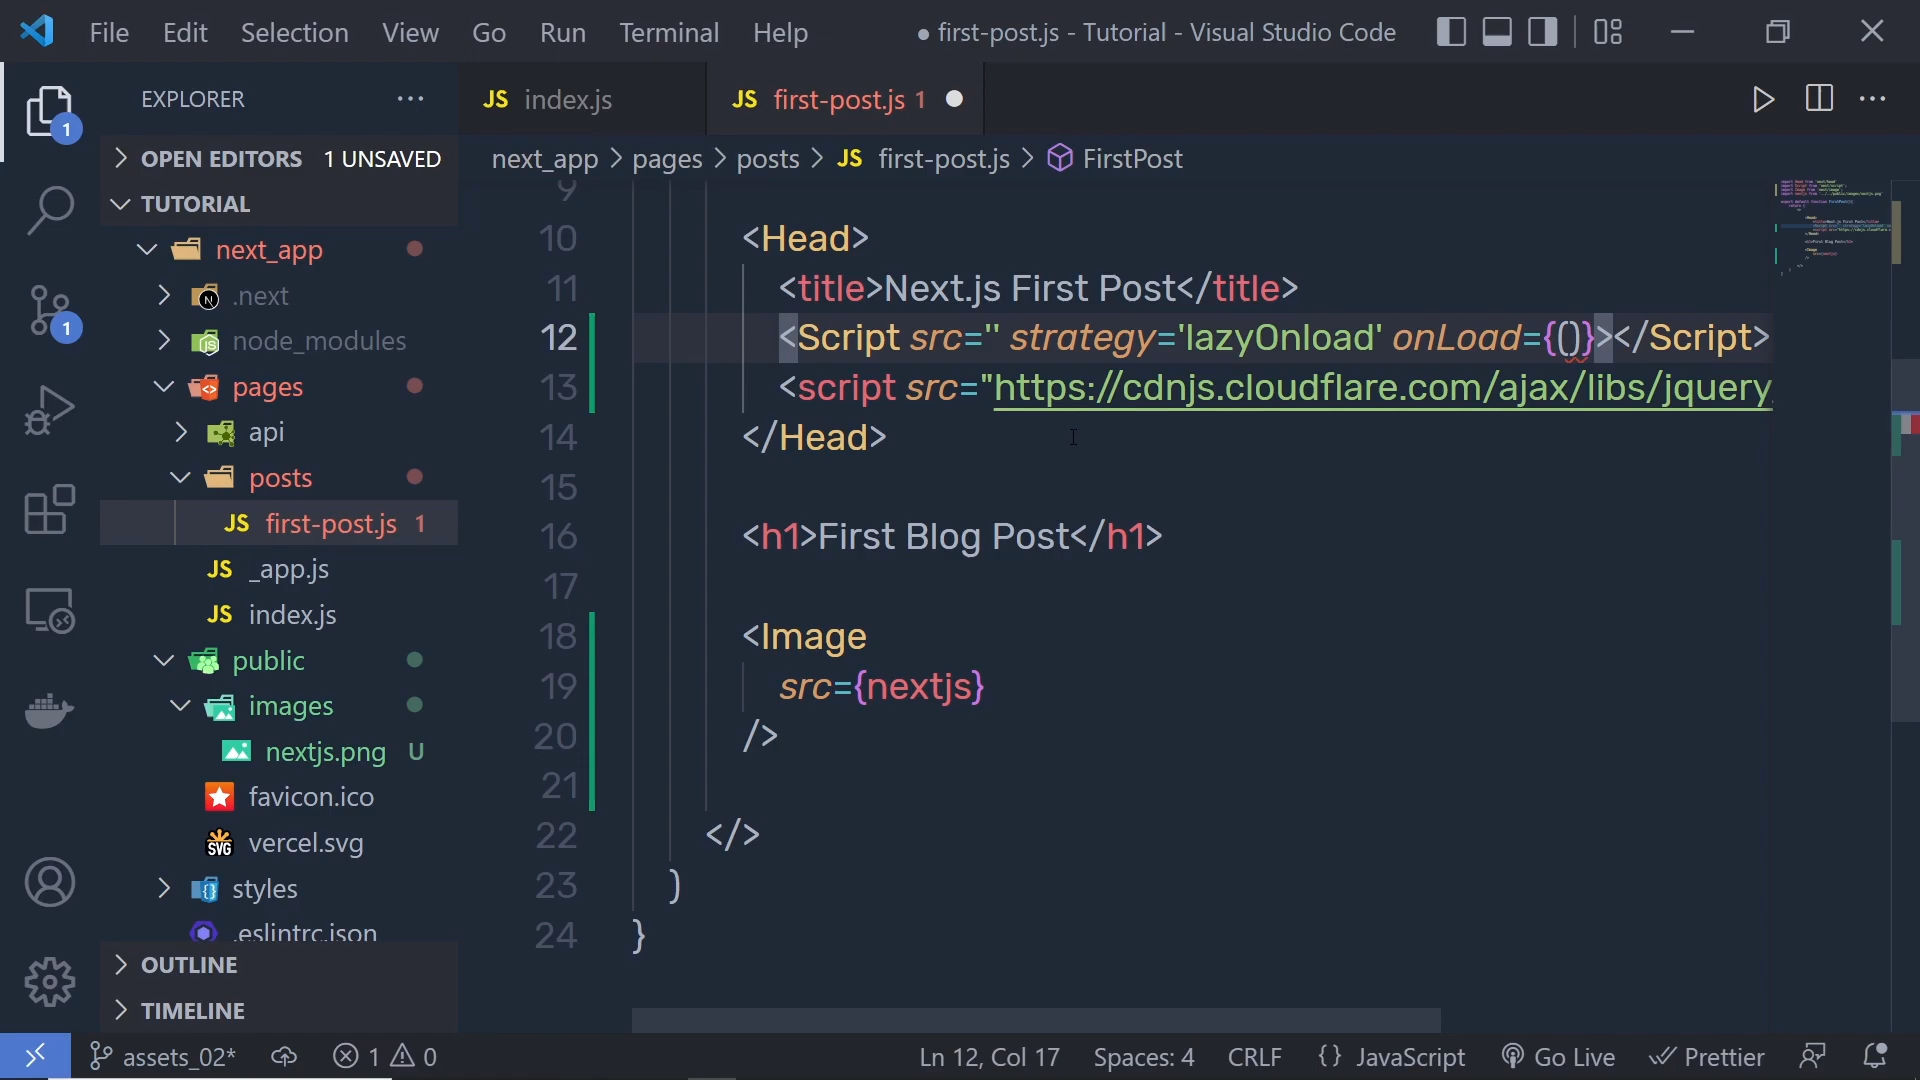 File Edit Selection View Go Run Terminal Help ● first-post.js - Tutorial - Visual Studio Code
EXPLORER ···
JS index.js JS first-post.js 1 ●
OPEN EDITORS 1 UNSAVED
next_app > pages > posts > JS first-post.js > FirstPost
TUTORIAL
next_app
.next
node_modules
pages
api
posts
JS first-post.js 1
JS _app.js
JS index.js
public
images
nextjs.png U
favicon.ico
SVG vercel.svg
styles
.eslintrc.json
OUTLINE
TIMELINE
1
1
9
10 <Head>
11 <title>Next.js First Post</title>
12 <Script src='' strategy='lazyOnload' onLoad={()}></Script>
13 <script src="https://cdnjs.cloudflare.com/ajax/libs/jquery
14 </Head>
15
16 <h1>First Blog Post</h1>
17
18 <Image
19 src={nextjs}
20 />
21
22 </>
23 )
24 }
assets_02* 1 0 Ln 12, Col 17 Spaces: 4 CRLF {} JavaScript Go Live Prettier